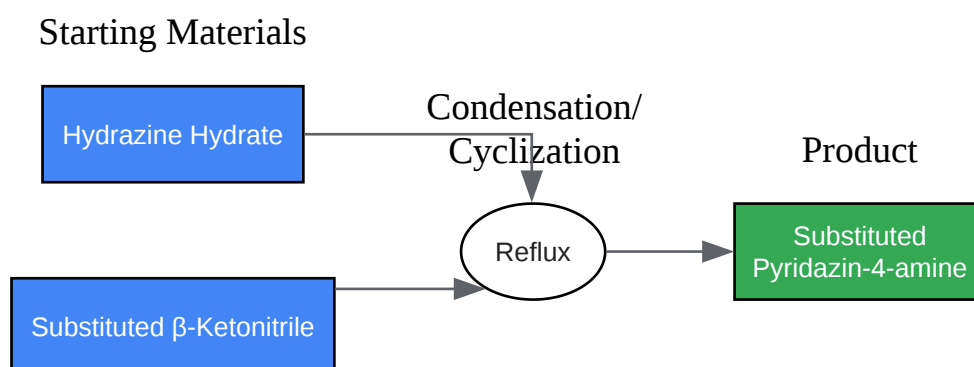 Starting Materials
Hydrazine Hydrate
Condensation/
Cyclization
Product
Reflux
Substituted
Pyridazin-4-amine
Substituted β-Ketonitrile